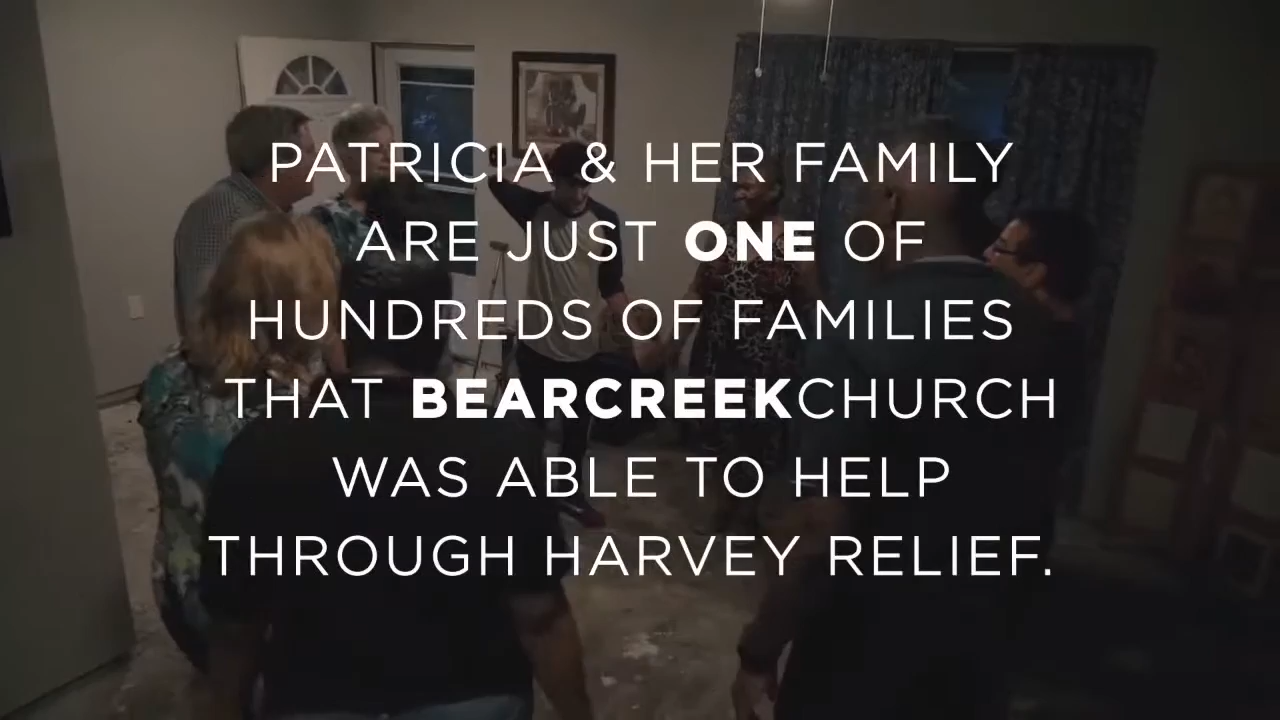 PATRICIA & HER FAMILY
ARE JUST ONE OF
HUNDREDS OF FAMILIES
THAT BEARCREEKCHURCH
WAS ABLE TO HELP
THROUGH HARVEY RELIEF.